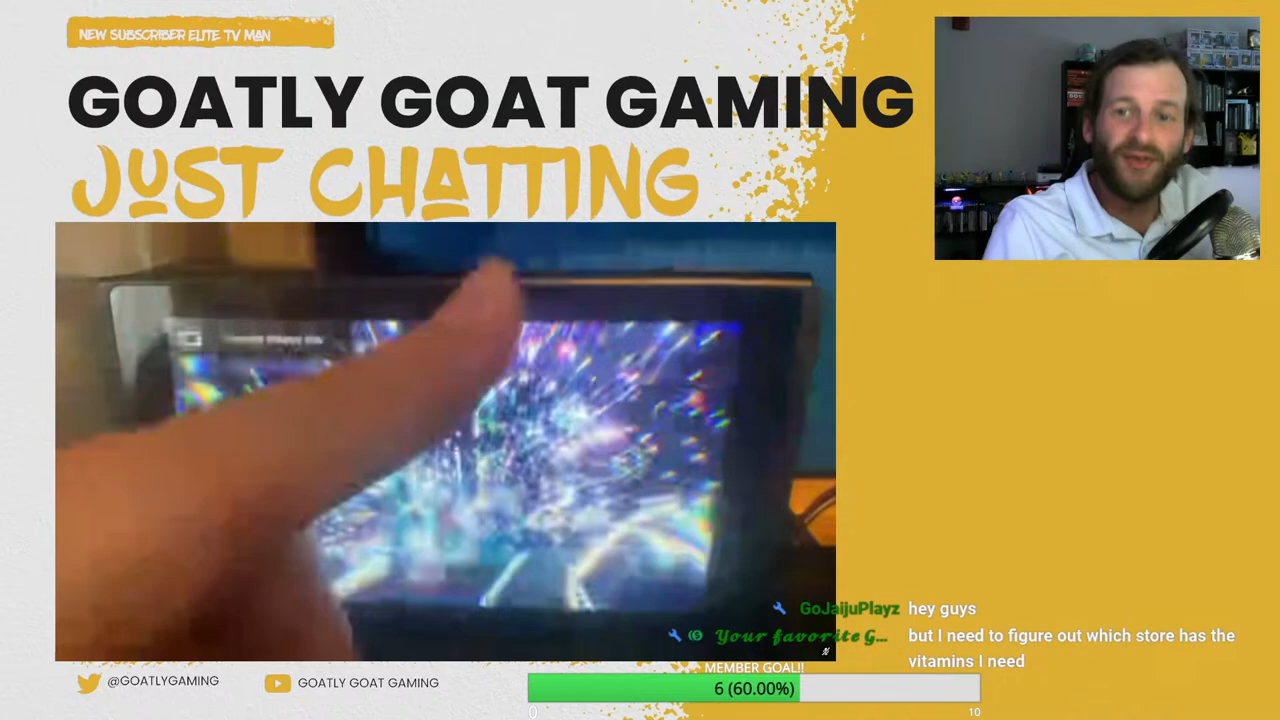 NEW SUBSCRIBER ELITE TV MAN
GOATLY GOAT GAMING
JUST CHATTING
GoJaijuPlayz hey guys
Your favorite G... but I need to figure out which store has the
vitamins I need
MEMBER GOAL!!
6 (60.00%)
0 10
@GOATLYGAMING GOATLY GOAT GAMING